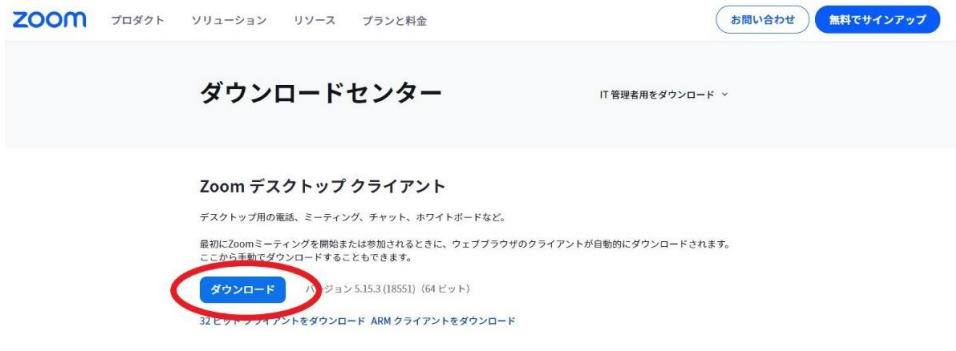 zoom プロダクト ソリューション リソース プランと料金 お問い合わせ 無料でサインアップ
ダウンロードセンター
IT 管理者用をダウンロード
Zoom デスクトップ クライアント
デスクトップ用の電話、ミーティング、チャット、ホワイトボードなど。
最初にZoomミーティングを開始または参加されるときに、ウェブブラウザのクライアントが自動的にダウンロードされます。
ここから手動でダウンロードすることもできます。
ダウンロード バージョン 5.15.3 (18551) (64 ビット)
32 ビット クライアントをダウンロード ARM クライアントをダウンロード